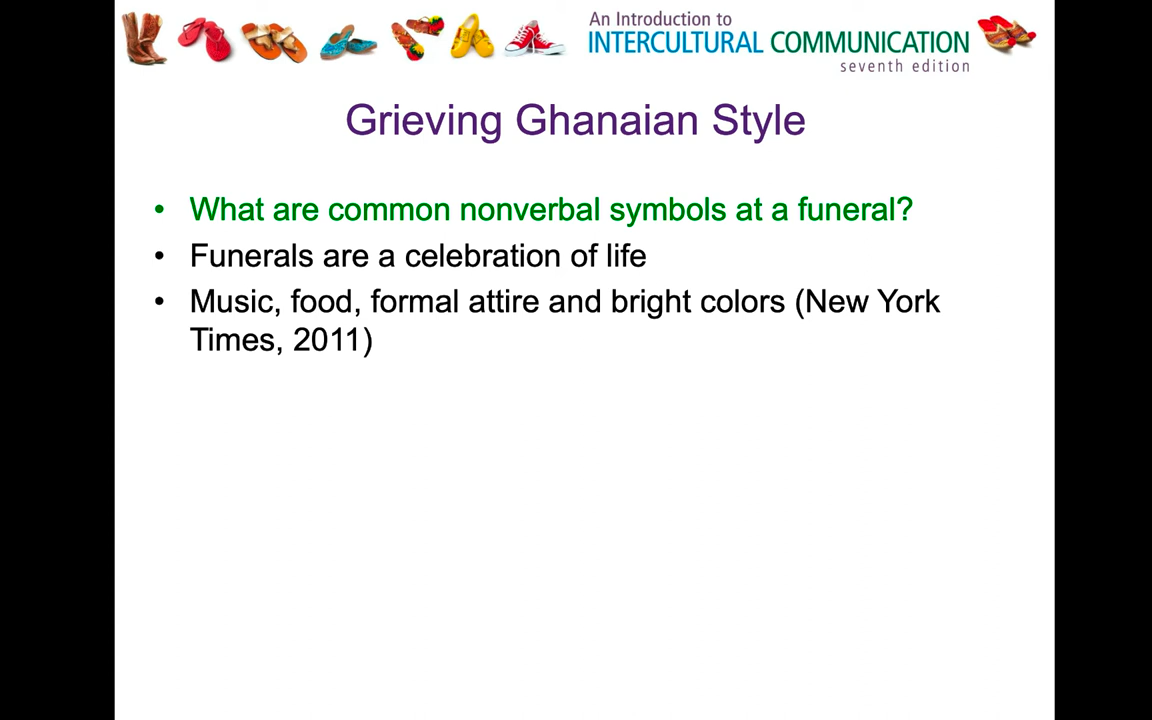 An Introduction to
INTERCULTURAL COMMUNICATION
seventh edition
Grieving Ghanaian Style
• What are common nonverbal symbols at a funeral?
• Funerals are a celebration of life
• Music, food, formal attire and bright colors (New York
Times, 2011)